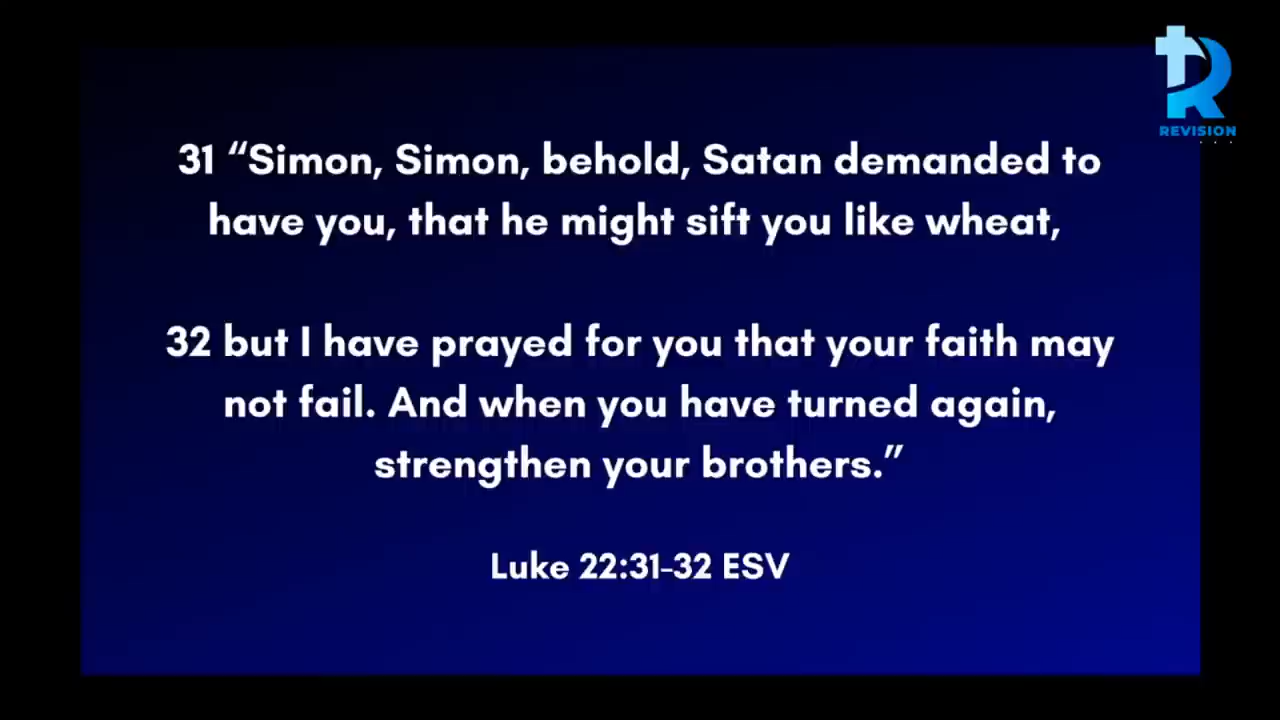 REVISION
31 “Simon, Simon, behold, Satan demanded to
have you, that he might sift you like wheat,
32 but I have prayed for you that your faith may
not fail. And when you have turned again,
strengthen your brothers.”
Luke 22:31-32 ESV